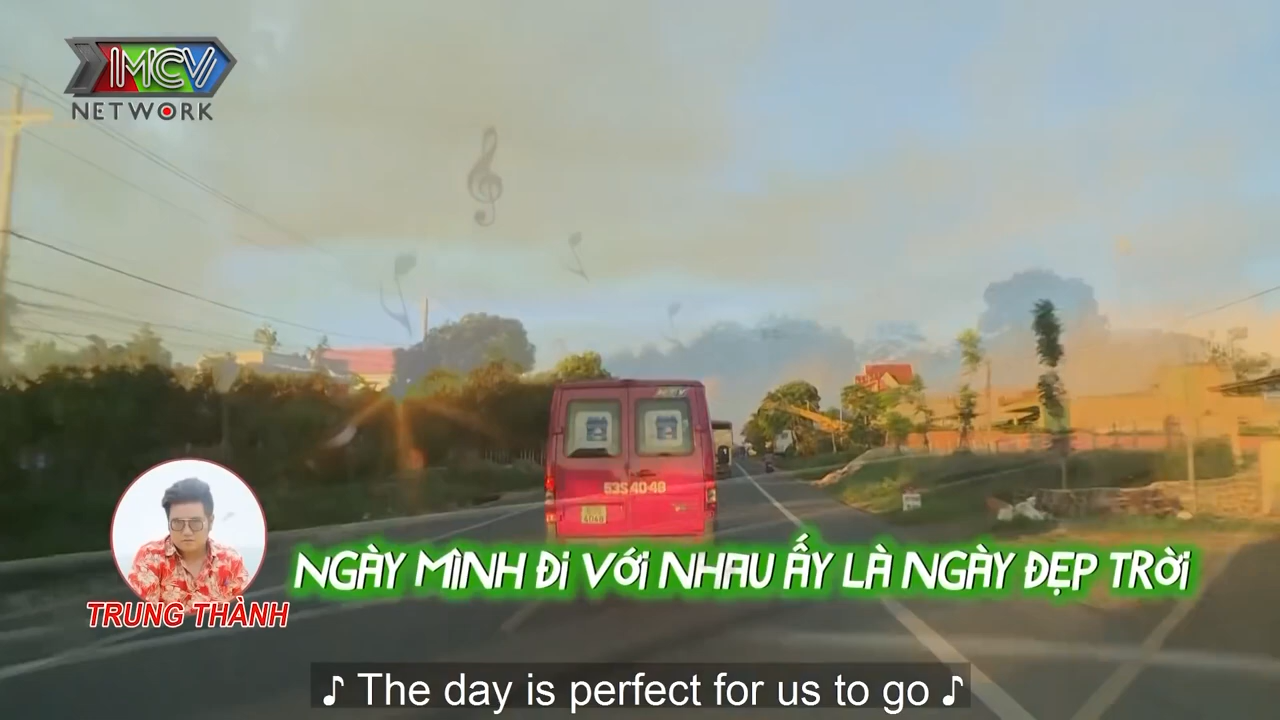 MCV
NETWORK
MCV
53S 40-48
TRUNG THÀNH
NGÀY MÌNH ĐI VỚI NHAU ẤY LÀ NGÀY ĐẸP TRỜI
♪ The day is perfect for us to go ♪